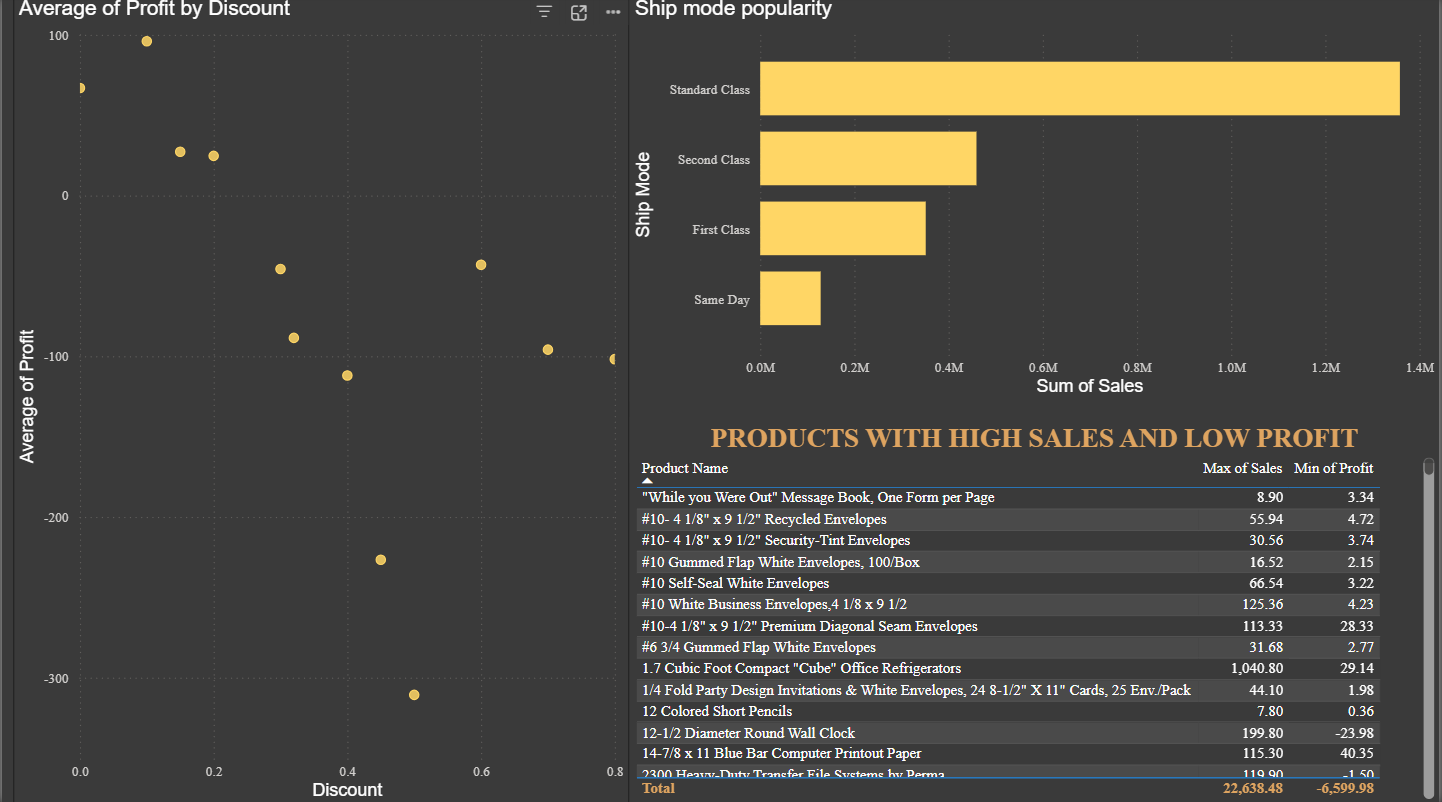 Average of Profit by Discount
100
0
-100
-200
-300
Average of Profit
0.0 0.2 0.4 0.6 0.8
Discount
Ship mode popularity
Ship Mode
Standard Class
Second Class
First Class
Same Day
0.0M 0.2M 0.4M 0.6M 0.8M 1.0M 1.2M 1.4M
Sum of Sales
PRODUCTS WITH HIGH SALES AND LOW PROFIT
Product Name Max of Sales Min of Profit
"While you Were Out" Message Book, One Form per Page 8.90 3.34
#10- 4 1/8" x 9 1/2" Recycled Envelopes 55.94 4.72
#10- 4 1/8" x 9 1/2" Security-Tint Envelopes 30.56 3.74
#10 Gummed Flap White Envelopes, 100/Box 16.52 2.15
#10 Self-Seal White Envelopes 66.54 3.22
#10 White Business Envelopes,4 1/8 x 9 1/2 125.36 4.23
#10-4 1/8" x 9 1/2" Premium Diagonal Seam Envelopes 113.33 28.33
#6 3/4 Gummed Flap White Envelopes 31.68 2.77
1.7 Cubic Foot Compact "Cube" Office Refrigerators 1,040.80 29.14
1/4 Fold Party Design Invitations & White Envelopes, 24 8-1/2" X 11" Cards, 25 Env./Pack 44.10 1.98
12 Colored Short Pencils 7.80 0.36
12-1/2 Diameter Round Wall Clock 199.80 -23.98
14-7/8 x 11 Blue Bar Computer Printout Paper 115.30 40.35
2300 Heavy-Duty Transfer File Systems by Perma 119.90 -1.50
Total 22,638.48 -6,599.98